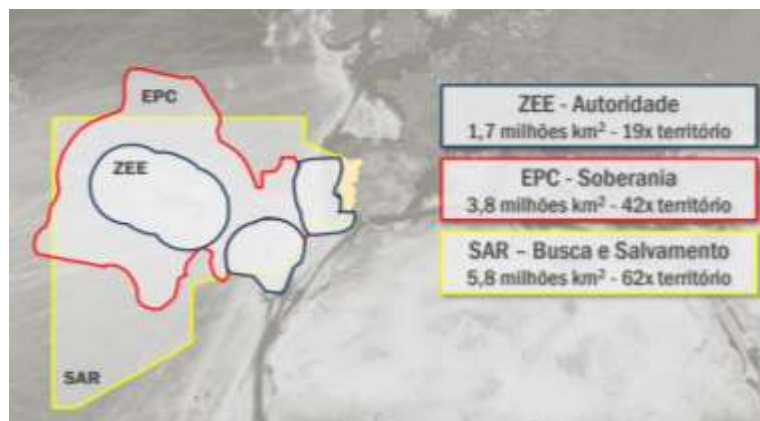 EPC
ZEE
SAR
ZEE - Autoridade
1,7 milhões km² - 19x território
EPC - Soberania
3,8 milhões km² - 42x território
SAR – Busca e Salvamento
5,8 milhões km² - 62x território